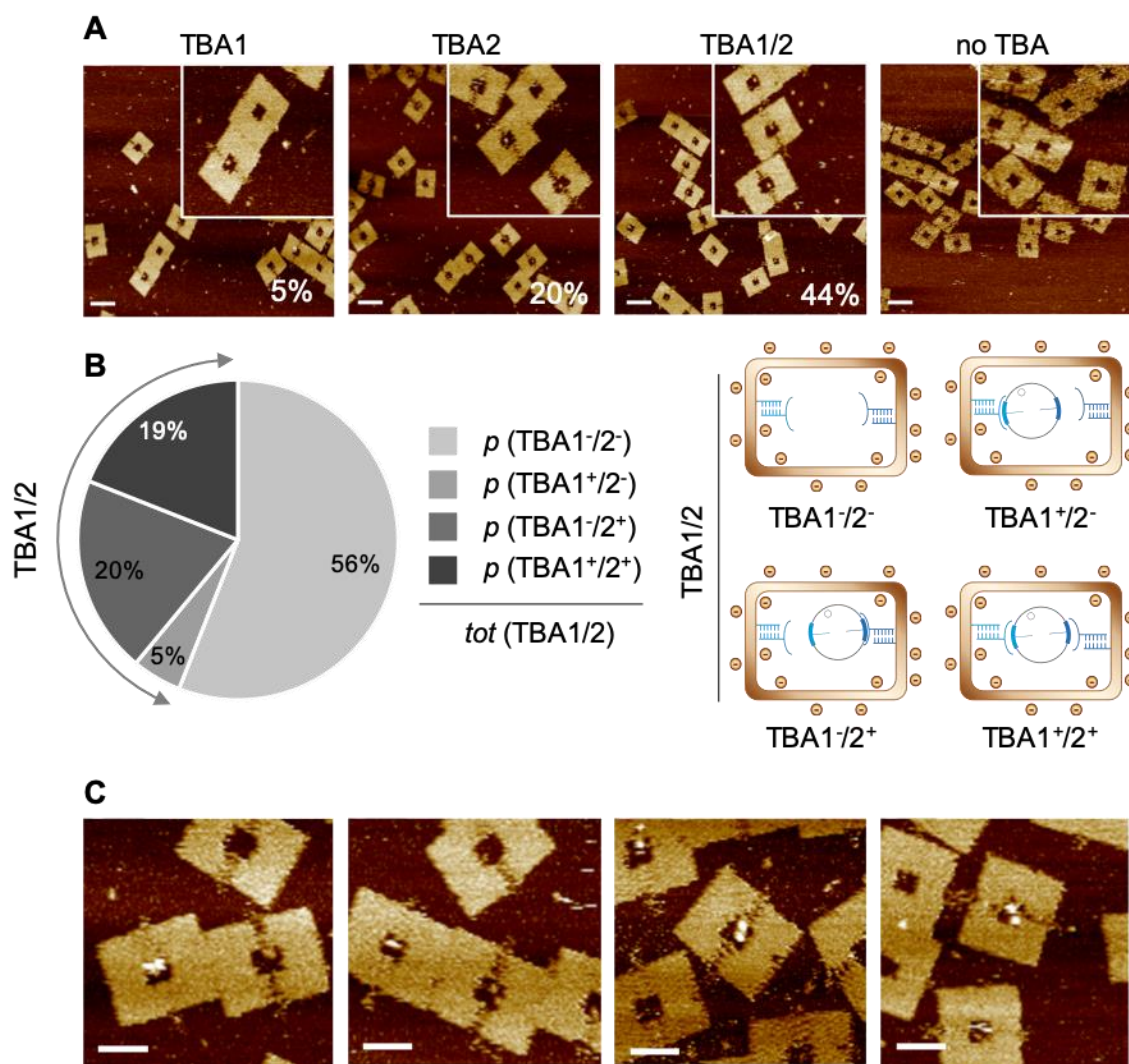 A
TBA1 TBA2 TBA1/2 no TBA
5% 20% 44%
B
TBA1/2
19%
20%
5%
56%
p (TBA1⁻/2⁻)
p (TBA1⁺/2⁻)
p (TBA1⁻/2⁺)
p (TBA1⁺/2⁺)
tot (TBA1/2)
TBA1/2
TBA1⁻/2⁻ TBA1⁺/2⁻
TBA1⁻/2⁺ TBA1⁺/2⁺
C